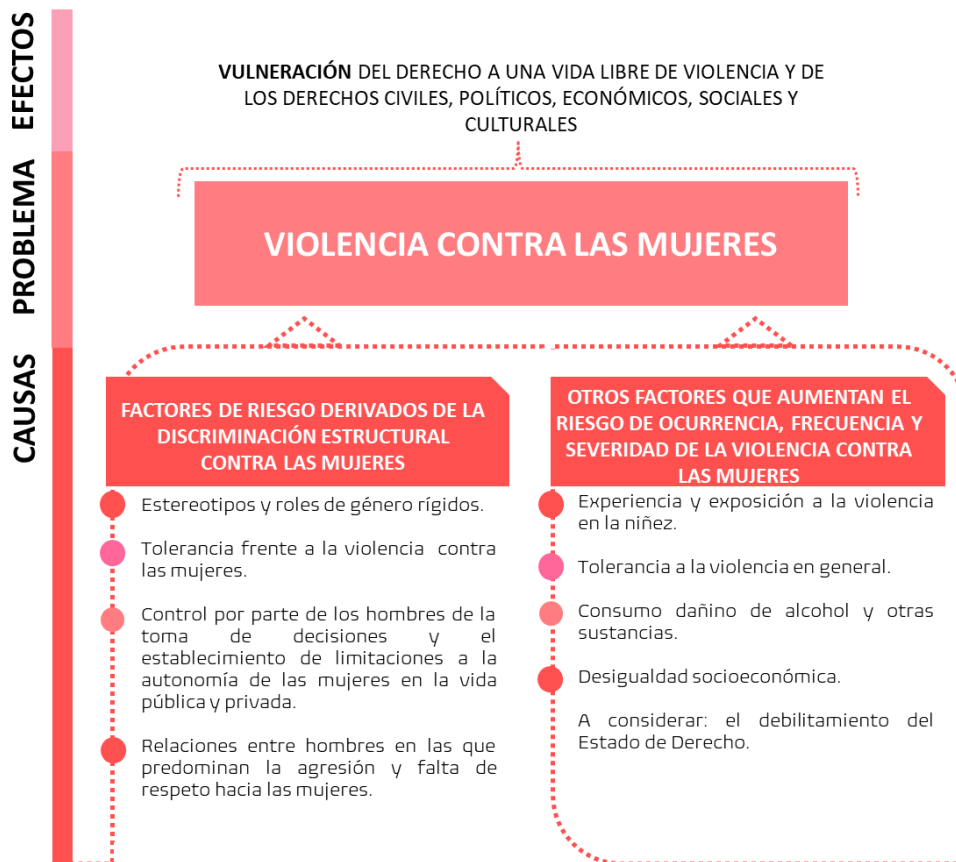 EFECTOS
VULNERACIÓN DEL DERECHO A UNA VIDA LIBRE DE VIOLENCIA Y DE
LOS DERECHOS CIVILES, POLÍTICOS, ECONÓMICOS, SOCIALES Y
CULTURALES
PROBLEMA
VIOLENCIA CONTRA LAS MUJERES
CAUSAS
FACTORES DE RIESGO DERIVADOS DE LA
DISCRIMINACIÓN ESTRUCTURAL
CONTRA LAS MUJERES
Estereotipos y roles de género rígidos.
Tolerancia frente a la violencia contra
las mujeres.
Control por parte de los hombres de la
toma de decisiones y el
establecimiento de limitaciones a la
autonomía de las mujeres en la vida
pública y privada.
Relaciones entre hombres en las que
predominan la agresión y falta de
respeto hacia las mujeres.
OTROS FACTORES QUE AUMENTAN EL
RIESGO DE OCURRENCIA, FRECUENCIA Y
SEVERIDAD DE LA VIOLENCIA CONTRA
LAS MUJERES
Experiencia y exposición a la violencia
en la niñez.
Tolerancia a la violencia en general.
Consumo dañino de alcohol y otras
sustancias.
Desigualdad socioeconómica.
A considerar: el debilitamiento del
Estado de Derecho.